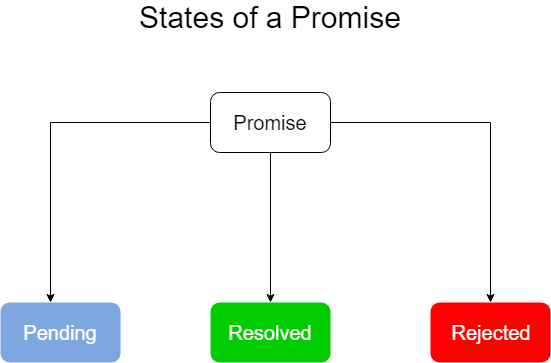 States of a Promise
Promise
Pending
Resolved
Rejected